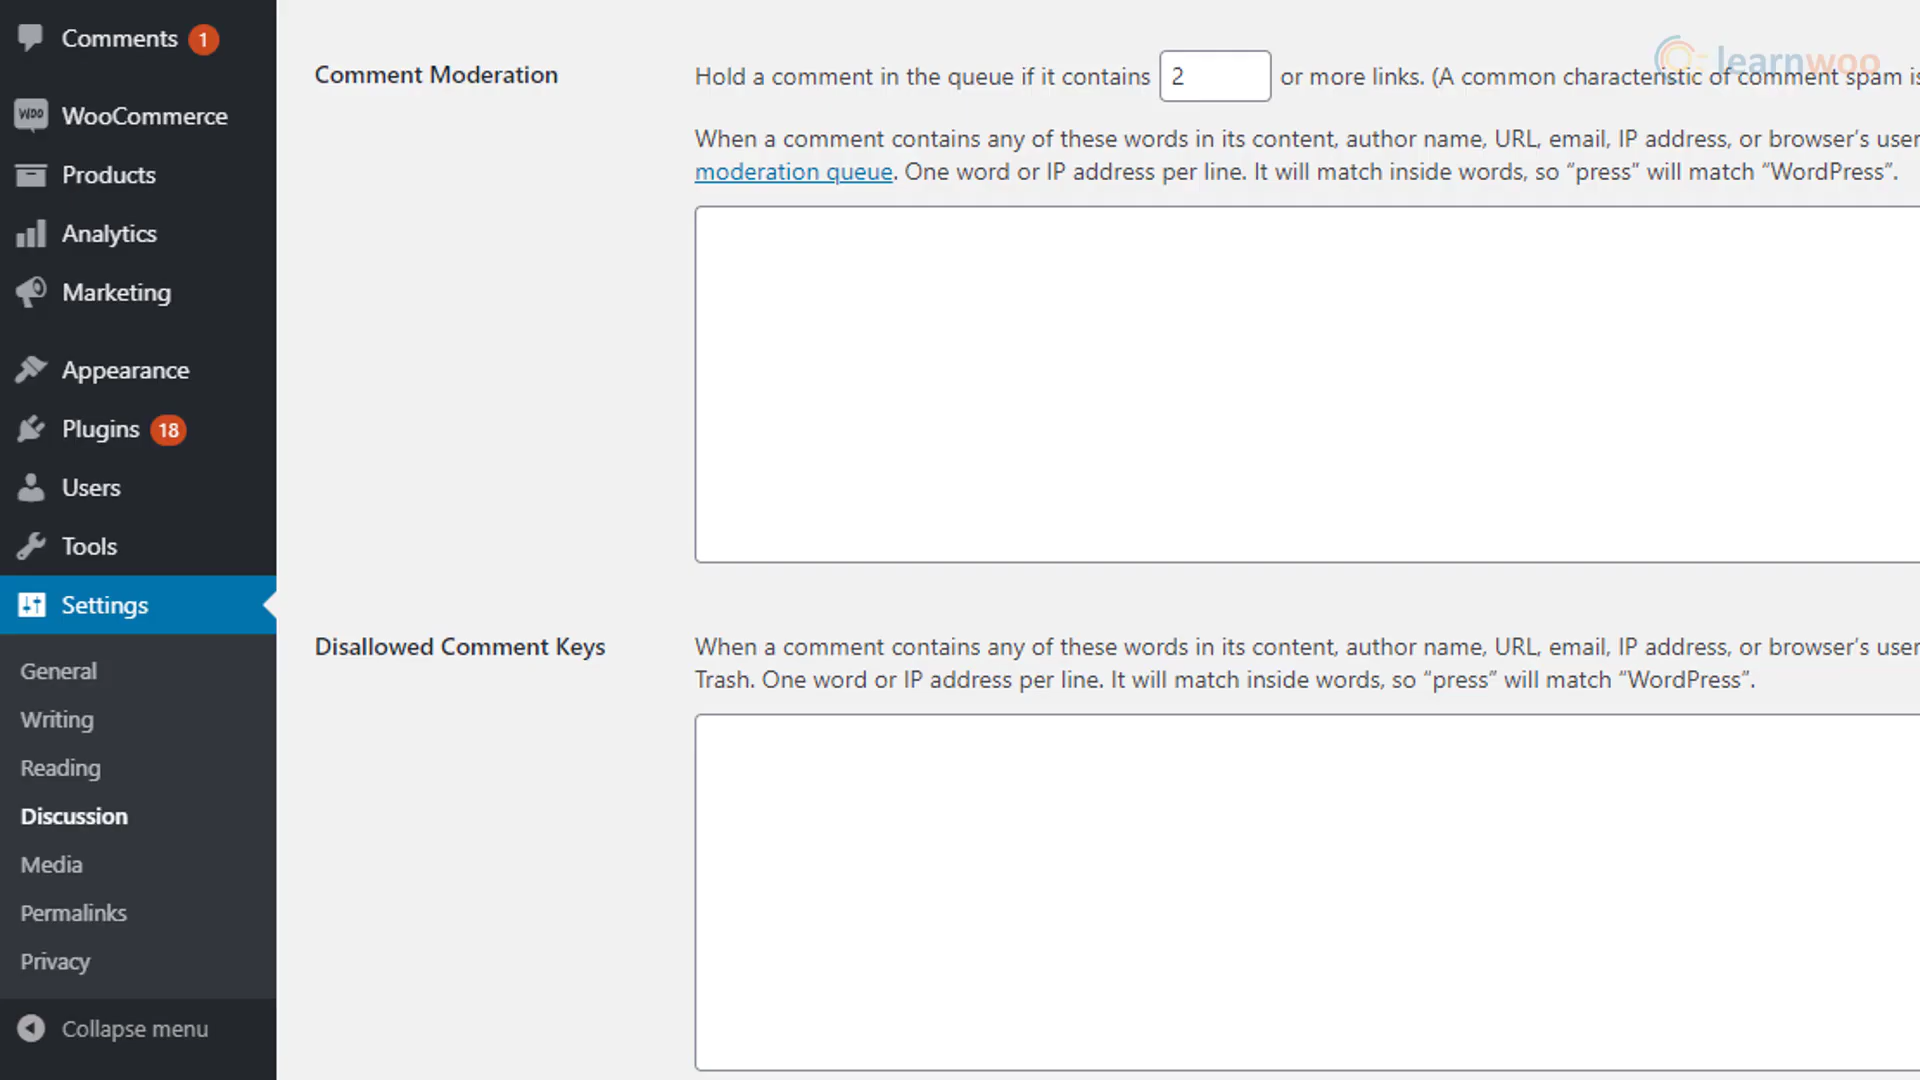 Comments 1
WooCommerce
Products
Analytics
Marketing
Appearance
Plugins 18
Users
Tools
Settings
General
Writing
Reading
Discussion
Media
Permalinks
Privacy
Collapse menu
learnwoo
Comment Moderation
Hold a comment in the queue if it contains 2 or more links. (A common characteristic of comment spam is
When a comment contains any of these words in its content, author name, URL, email, IP address, or browser’s user
moderation queue. One word or IP address per line. It will match inside words, so “press” will match “WordPress”.
Disallowed Comment Keys
When a comment contains any of these words in its content, author name, URL, email, IP address, or browser’s user
Trash. One word or IP address per line. It will match inside words, so “press” will match “WordPress”.